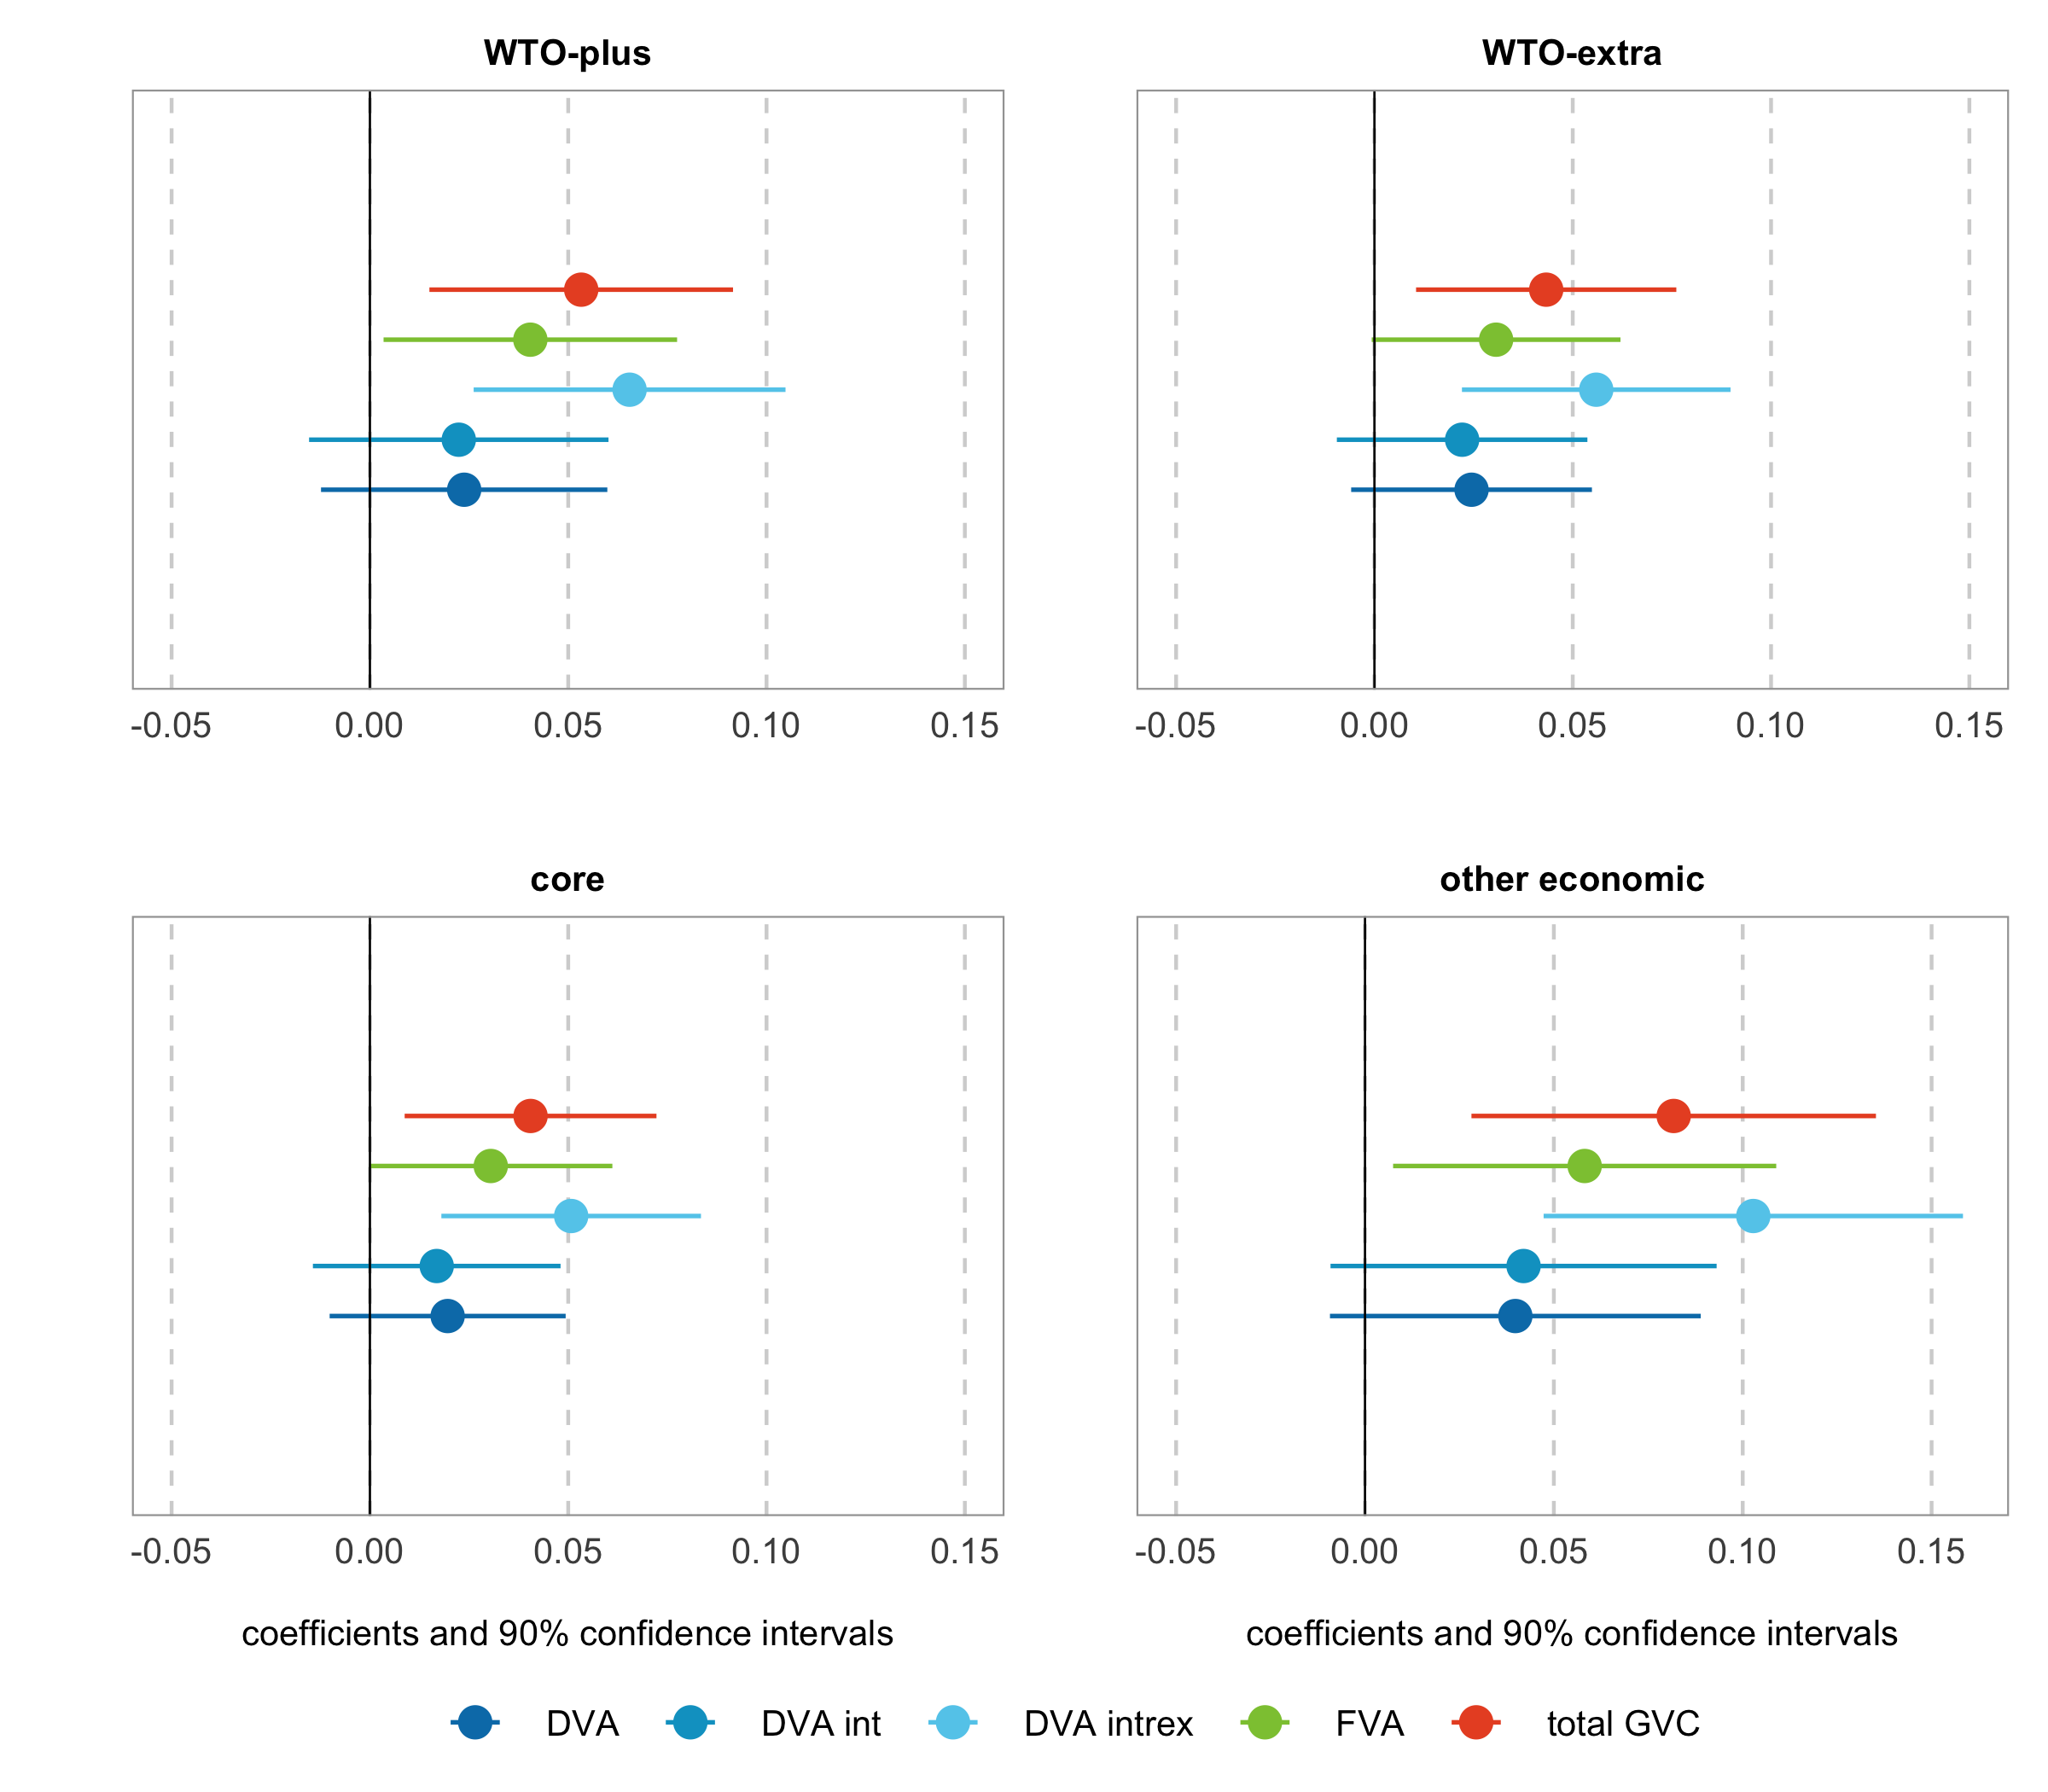 WTO-plus
WTO-extra
-0.05 0.00 0.05 0.10 0.15
-0.05 0.00 0.05 0.10 0.15
core
other economic
-0.05 0.00 0.05 0.10 0.15
-0.05 0.00 0.05 0.10 0.15
coefficients and 90% confidence intervals
coefficients and 90% confidence intervals
DVA DVA int DVA intrex FVA total GVC